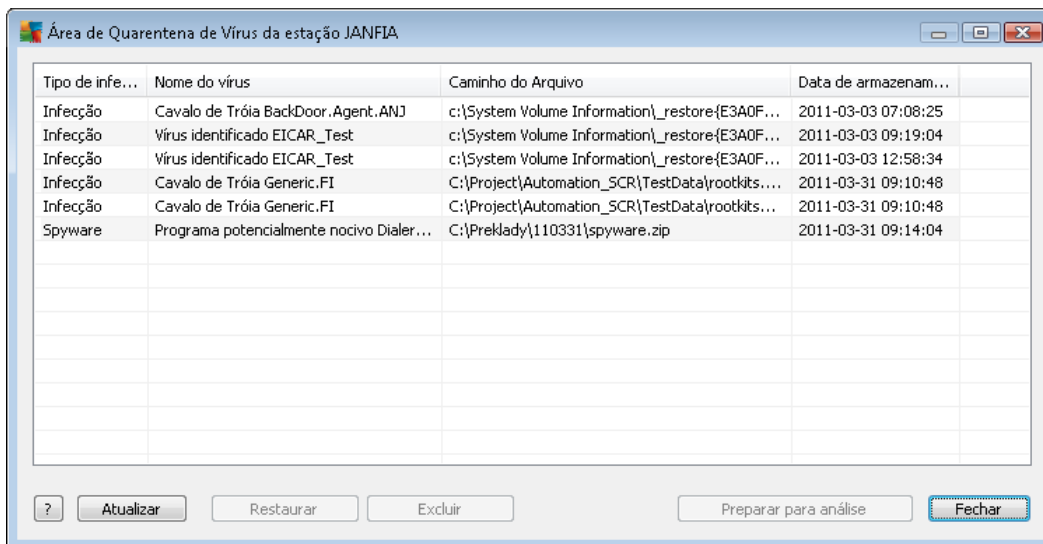 Área de Quarentena de Vírus da estação JANFIA
Tipo de infe... Nome do vírus Caminho do Arquivo Data de armazenam...
Infecção Cavalo de Tróia BackDoor.Agent.ANJ c:\System Volume Information\_restore{E3A0F... 2011-03-03 07:08:25
Infecção Vírus identificado EICAR_Test c:\System Volume Information\_restore{E3A0F... 2011-03-03 09:19:04
Infecção Vírus identificado EICAR_Test c:\System Volume Information\_restore{E3A0F... 2011-03-03 12:58:34
Infecção Cavalo de Tróia Generic.FI C:\Project\Automation_SCR\TestData\rootkits.... 2011-03-31 09:10:48
Infecção Cavalo de Tróia Generic.FI C:\Project\Automation_SCR\TestData\rootkits... 2011-03-31 09:10:48
Spyware Programa potencialmente nocivo Dialer... C:\Preklady\110331\spyware.zip 2011-03-31 09:14:04
? Atualizar Restaurar Excluir Preparar para análise Fechar